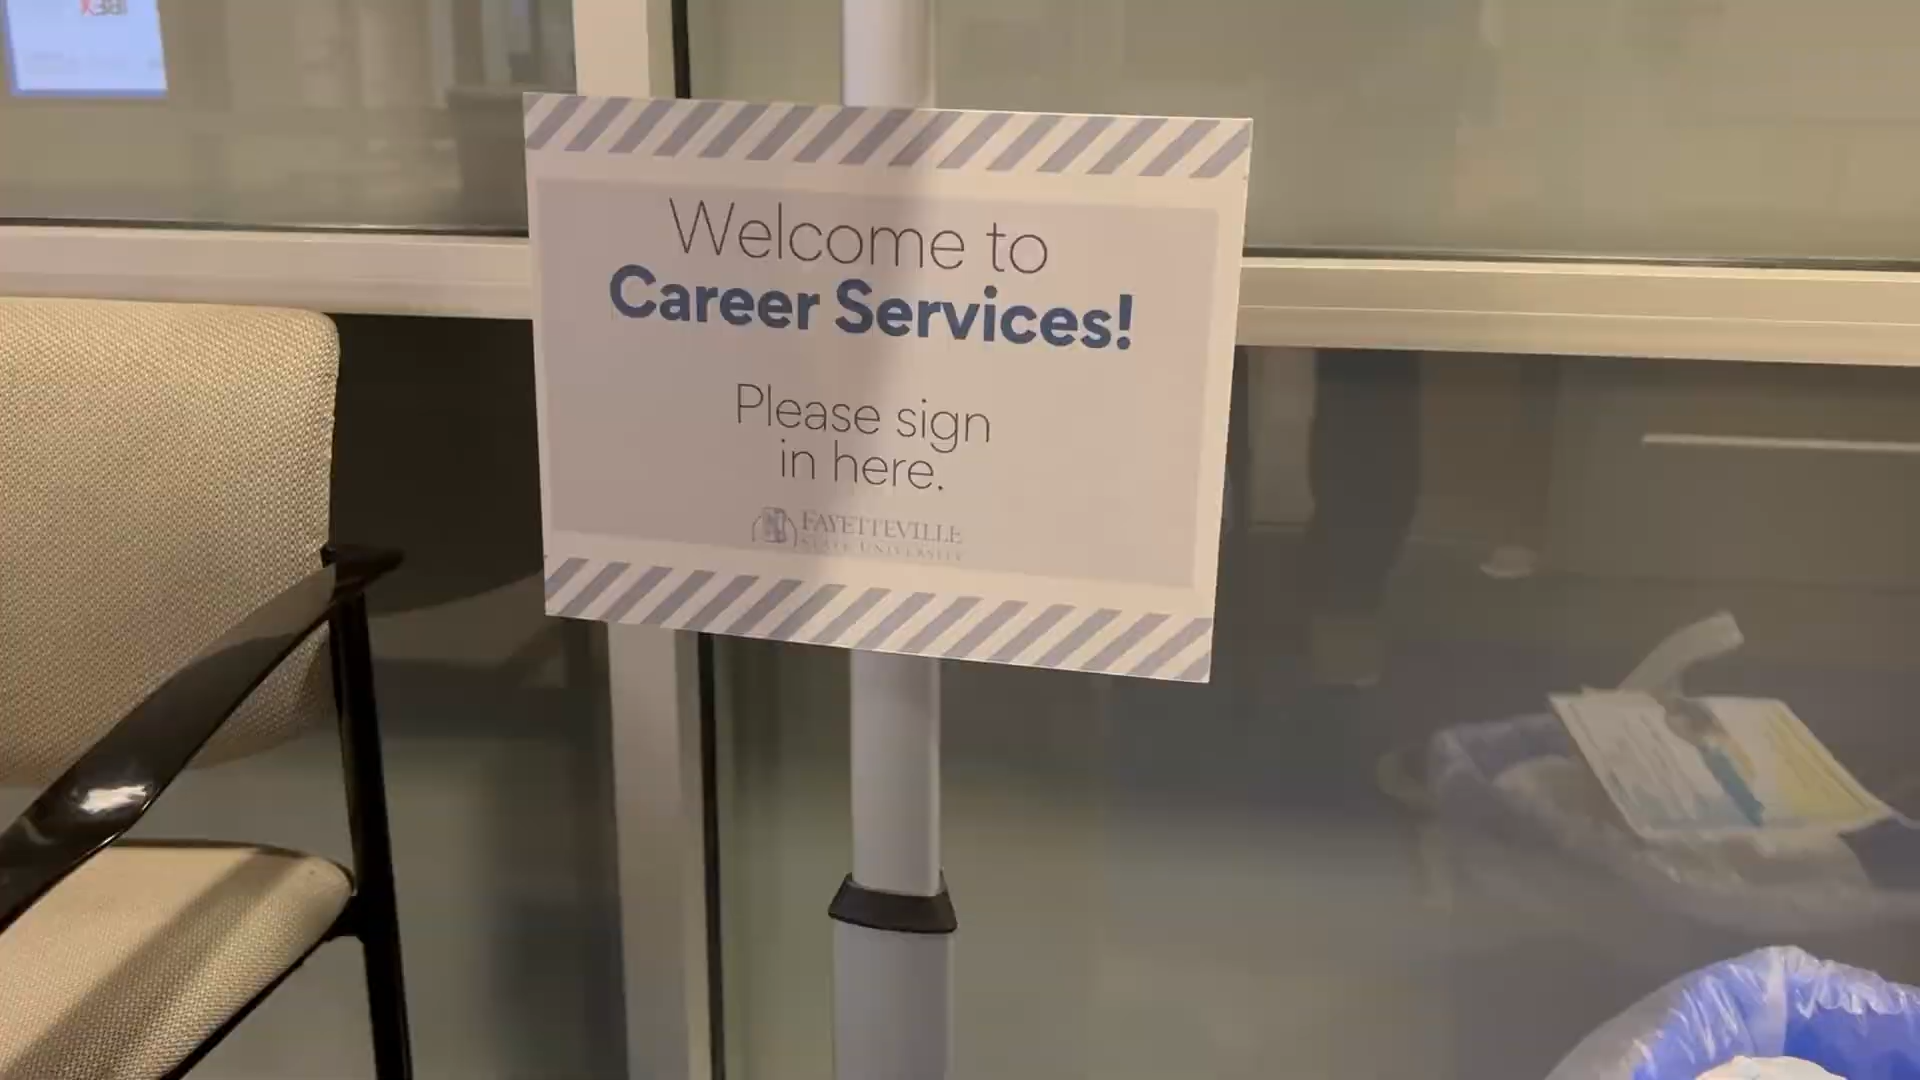 Welcome to
Career Services!
Please sign
in here.
FAYETTEVILLE
STATE UNIVERSITY